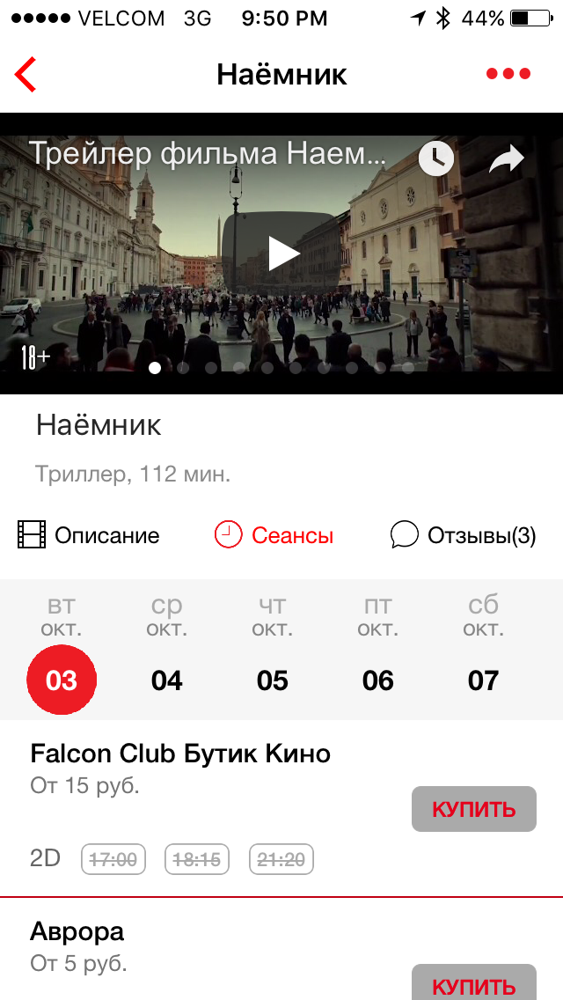 VELCOM 3G 9:50 PM 44%
Наёмник
Трейлер фильма Наем...
18+
Наёмник
Триллер, 112 мин.
Описание Сеансы Отзывы(3)
вт ср чт пт сб
окт. окт. окт. окт. окт.
03 04 05 06 07
Falcon Club Бутик Кино
От 15 руб.
КУПИТЬ
2D 17:00 18:15 21:20
Аврора
От 5 руб.
КУПИТЬ